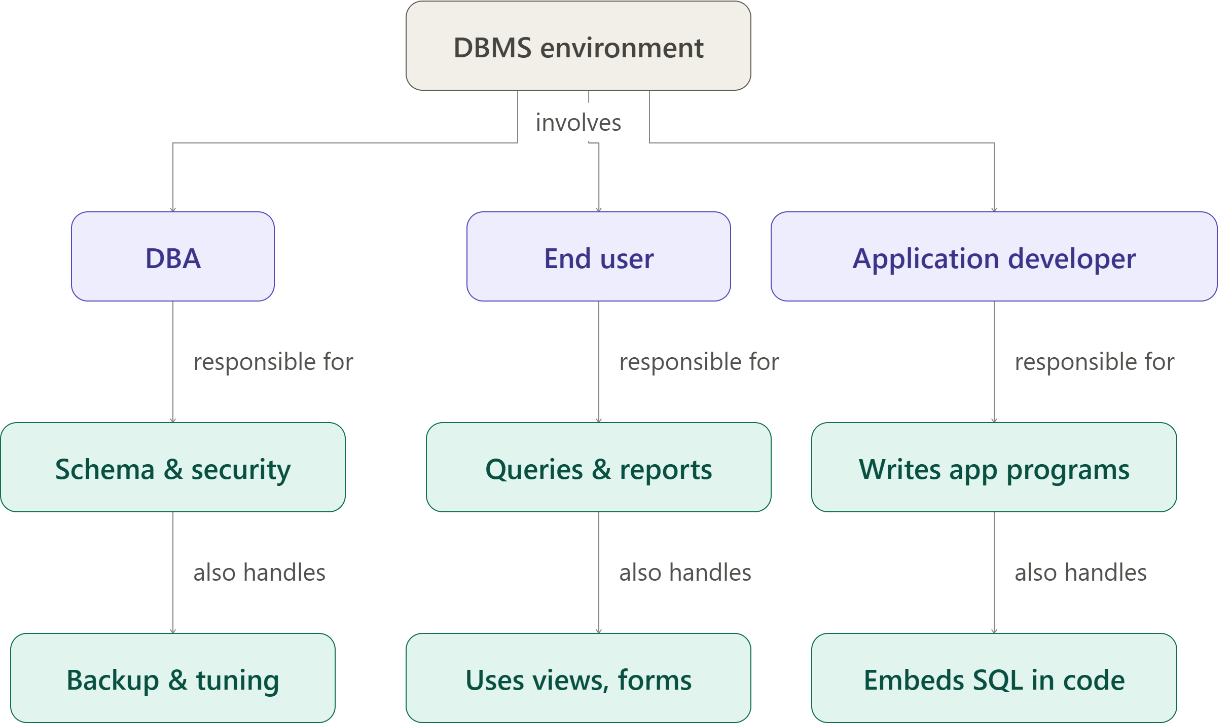 DBMS environment
involves
DBA
End user
Application developer
responsible for
responsible for
responsible for
Schema & security
Queries & reports
Writes app programs
also handles
also handles
also handles
Backup & tuning
Uses views, forms
Embeds SQL in code